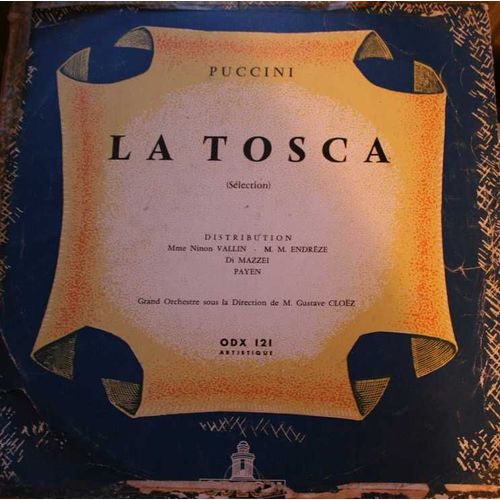 PUCCINI
LA TOSCA
(Sélection)
DISTRIBUTION
Mme Ninon VALLIN - M. M. ENDRÈZE
Di MAZZEI
PAYEN
Grand Orchestre sous la Direction de M. Gustave CLOËZ
ODX 121
ARTISTIQUE